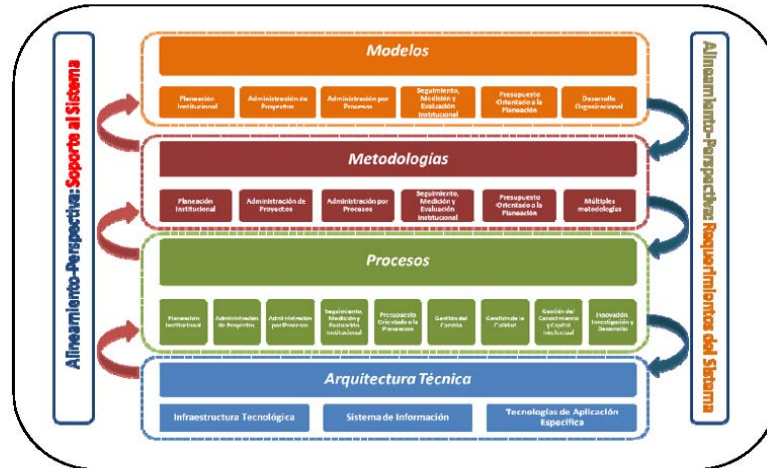 Alineamiento-Perspectiva: Soporte al Sistema
Modelos
Planeación
Institucional
Administración de
Proyectos
Administración por
Procesos
Seguimiento,
Medición y
Evaluación
Institucional
Presupuesto
Orientado a la
Planeación
Desarrollo
Organizacional
Metodologías
Planeación
Institucional
Administración de
Proyectos
Administración por
Procesos
Seguimiento,
Medición y
Evaluación
Institucional
Presupuesto
Orientado a la
Planeación
Múltiples
metodologías
Procesos
Planeación
Institucional
Administración
de Proyectos
Administración
por Procesos
Seguimiento,
Medición y
Evaluación
Institucional
Presupuesto
Orientado a la
Planeación
Gestión del
Cambio
Gestión de la
Calidad
Gestión del
Conocimiento
y Capital
Intelectual
Innovación
Investigación y
Desarrollo
Arquitectura Técnica
Infraestructura Tecnológica
Sistema de Información
Tecnologías de Aplicación
Específica
Alineamiento-Perspectiva: Requerimientos del Sistema